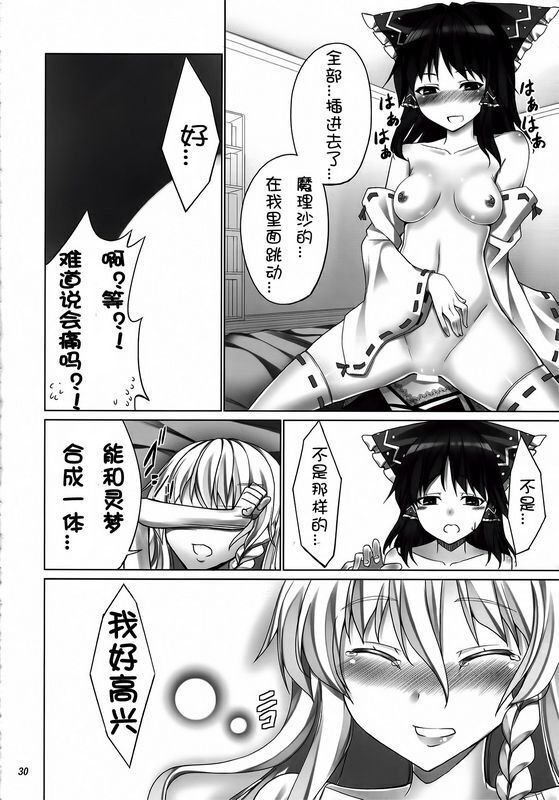 全部…插进去了…
魔理沙的
在我里面跳动…
はぁ
はぁ
はぁ
はぁ
好…
啊?等?!
难道说会痛吗?!
不是…
不是那样的…
能和灵梦
合成一体…
我好高兴
30